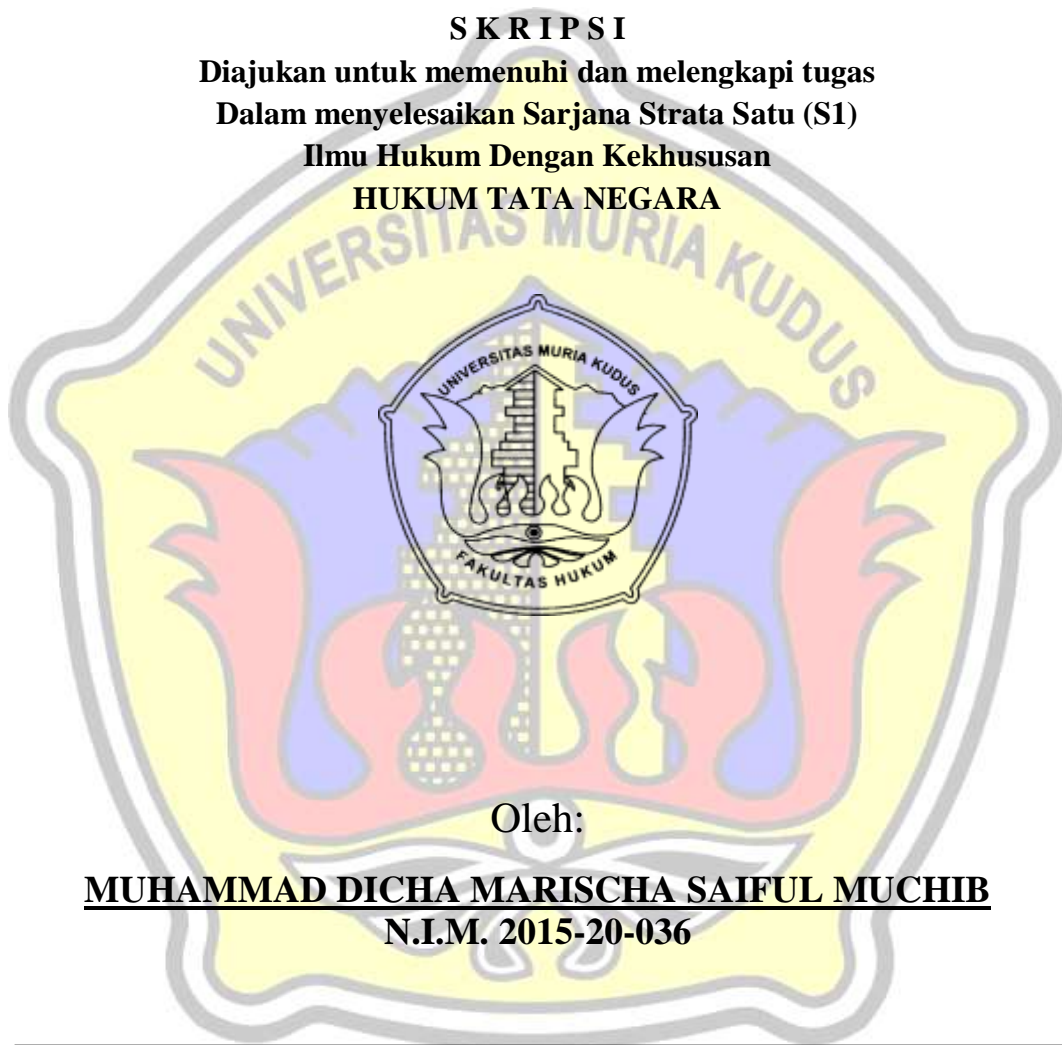 S K R I P S I
Diajukan untuk memenuhi dan melengkapi tugas
Dalam menyelesaikan Sarjana Strata Satu (S1)
Ilmu Hukum Dengan Kekhususan
HUKUM TATA NEGARA
UNIVERSITAS MURIA KUDUS
UNIVERSITAS MURIA KUDUS
FAKULTAS HUKUM
Oleh:
MUHAMMAD DICHA MARISCHA SAIFUL MUCHIB
N.I.M. 2015-20-036